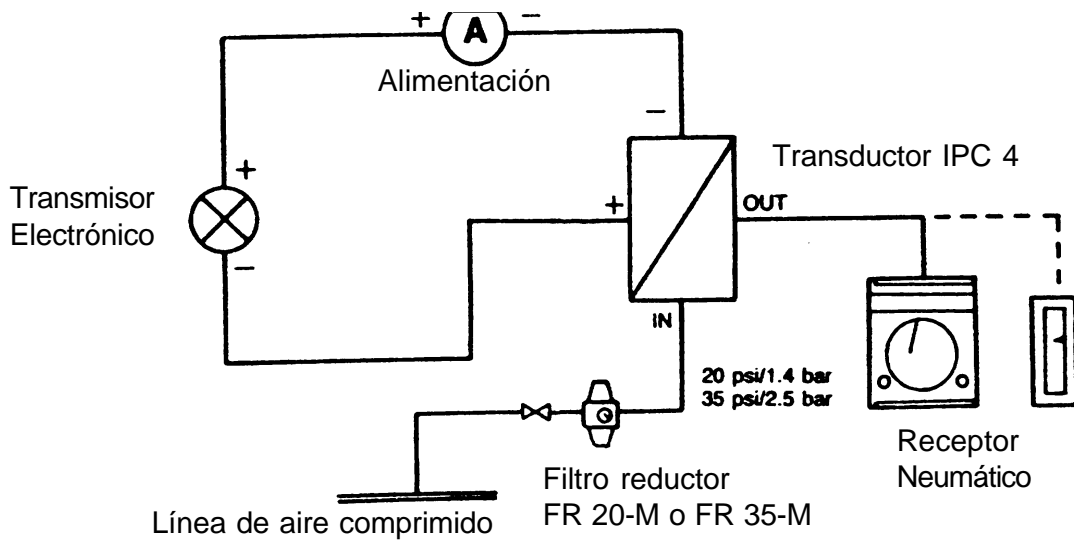 + A −
Alimentación
−
Transductor IPC 4
+
Transmisor
Electrónico
+ OUT
−
IN
20 psi/1.4 bar
35 psi/2.5 bar
Receptor
Neumático
Filtro reductor
FR 20-M o FR 35-M
Línea de aire comprimido